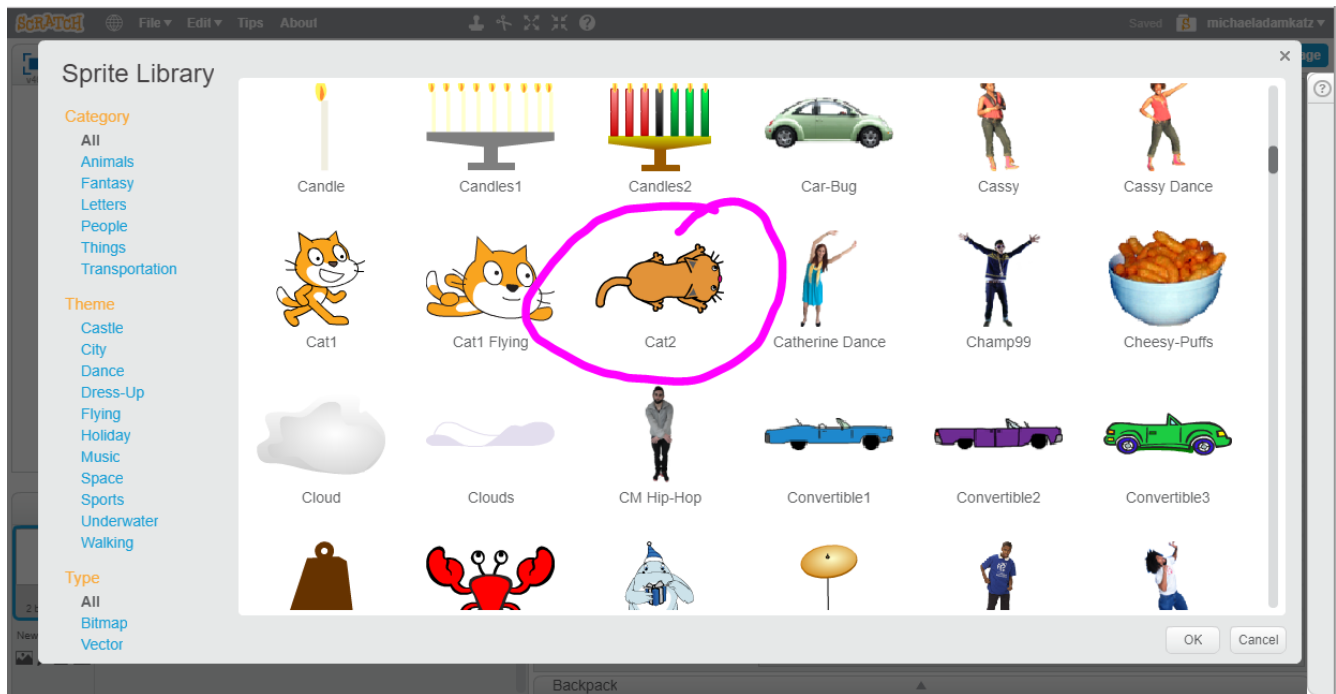 SCRATCH File▾ Edit▾ Tips About Saved michaeladamkatz ▾
Sprite Library
Category
All
Animals
Fantasy
Letters
People
Things
Transportation
Theme
Castle
City
Dance
Dress-Up
Flying
Holiday
Music
Space
Sports
Underwater
Walking
Type
All
Bitmap
Vector
Candle Candles1 Candles2 Car-Bug Cassy Cassy Dance
Cat1 Cat1 Flying Cat2 Catherine Dance Champ99 Cheesy-Puffs
Cloud Clouds CM Hip-Hop Convertible1 Convertible2 Convertible3
OK Cancel
New
Backpack